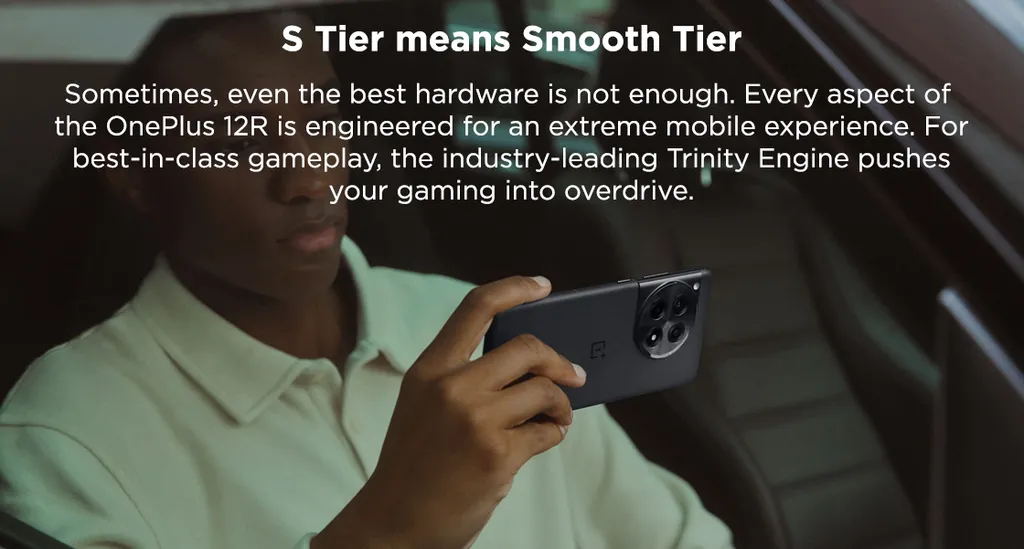 S Tier means Smooth Tier
Sometimes, even the best hardware is not enough. Every aspect of
the OnePlus 12R is engineered for an extreme mobile experience. For
best-in-class gameplay, the industry-leading Trinity Engine pushes
your gaming into overdrive.